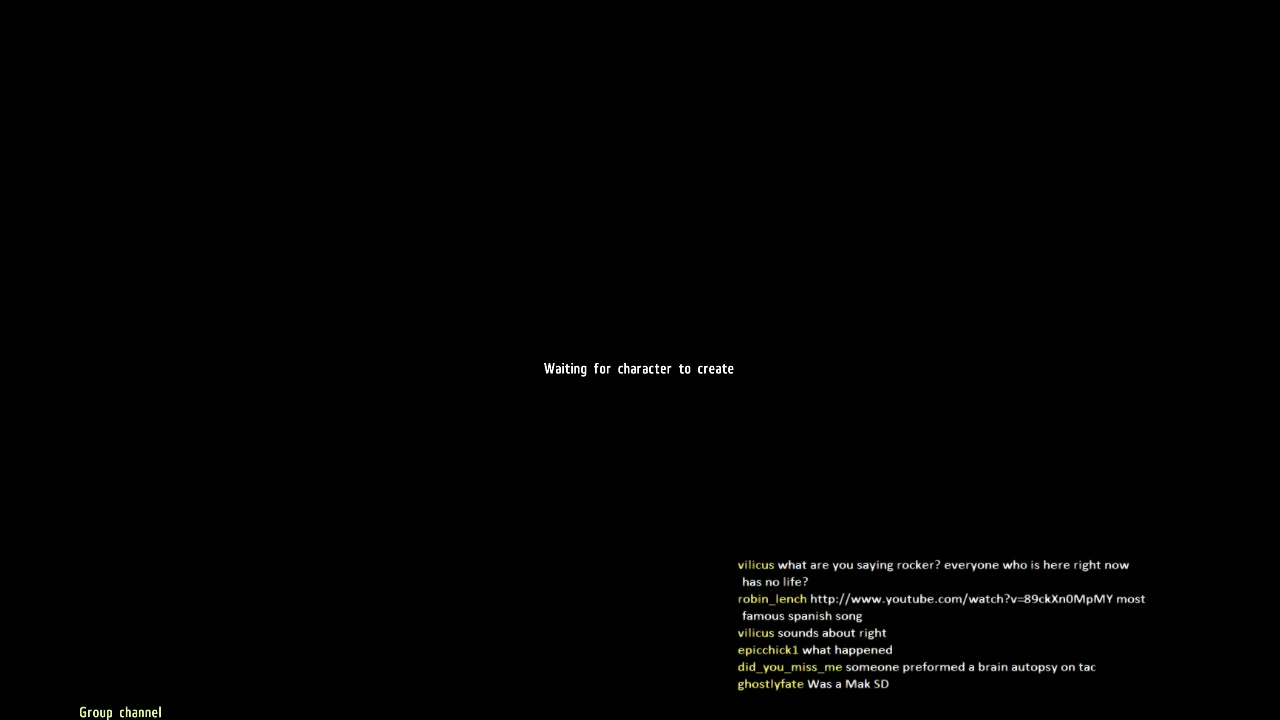 Waiting for character to create
vilicus what are you saying rocker? everyone who is here right now
has no life?
robin_lench http://www.youtube.com/watch?v=89ckXn0MpMY most
famous spanish song
vilicus sounds about right
epicchick1 what happened
did_you_miss_me someone preformed a brain autopsy on tac
ghostlyfate Was a Mak SD
Group channel